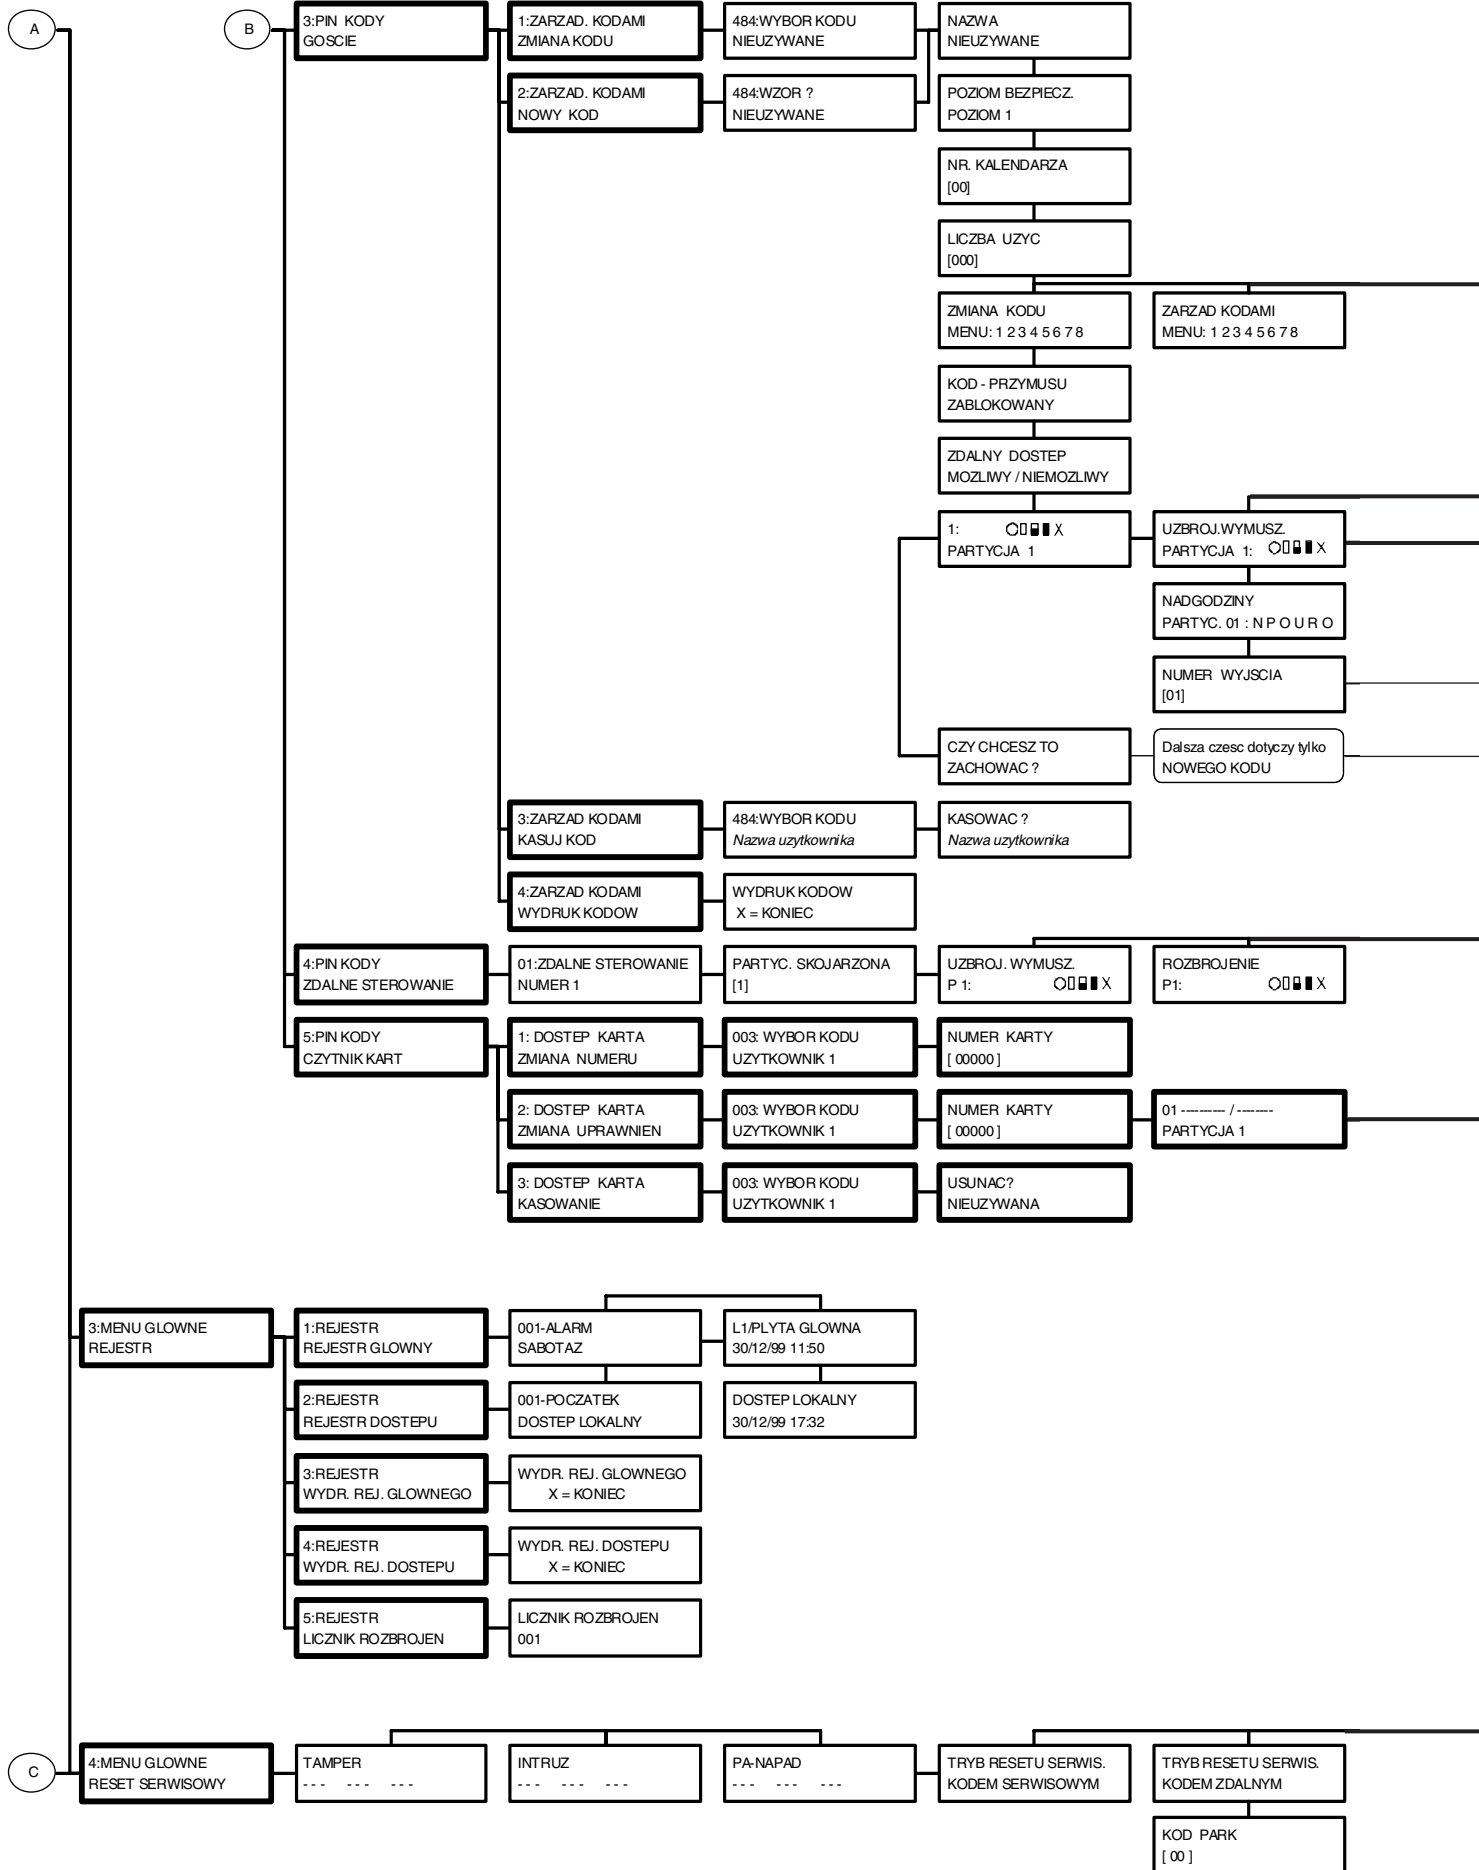 A
B
3:PIN KODY
GOSCIE
1:ZARZAD. KODAMI
ZMIANA KODU
484:WYBOR KODU
NIEUZYWANE
NAZWA
NIEUZYWANE
2:ZARZAD. KODAMI
NOWY KOD
484:WZOR ?
NIEUZYWANE
POZIOM BEZPIECZ.
POZIOM 1
NR. KALENDARZA
[00]
LICZBA UZYC
[000]
ZMIANA KODU
MENU: 1 2 3 4 5 6 7 8
ZARZAD KODAMI
MENU: 1 2 3 4 5 6 7 8
KOD - PRZYMUSU
ZABLOKOWANY
ZDALNY DOSTEP
MOZLIWY / NIEMOZLIWY
1: X
PARTYCJA 1
UZBROJ.WYMUSZ.
PARTYCJA 1: X
NADGODZINY
PARTYC. 01 : N P O U R O
NUMER WYJSCIA
[01]
CZY CHCESZ TO
ZACHOWAC ?
Dalsza czesc dotyczy tylko
NOWEGO KODU
3:ZARZAD KODAMI
KASUJ KOD
484:WYBOR KODU
Nazwa uzytkownika
KASOWAC ?
Nazwa uzytkownika
4:ZARZAD KODAMI
WYDRUK KODOW
WYDRUK KODOW
X = KONIEC
4:PIN KODY
ZDALNE STEROWANIE
01:ZDALNE STEROWANIE
NUMER 1
PARTYC. SKOJARZONA
[1]
UZBROJ. WYMUSZ.
P 1: X
ROZBROJENIE
P1: X
5:PIN KODY
CZYTNIK KART
1: DOSTEP KARTA
ZMIANA NUMERU
003: WYBOR KODU
UZYTKOWNIK 1
NUMER KARTY
[ 00000 ]
2: DOSTEP KARTA
ZMIANA UPRAWNIEN
003: WYBOR KODU
UZYTKOWNIK 1
NUMER KARTY
[ 00000 ]
01 ---------- / --------
PARTYCJA 1
3: DOSTEP KARTA
KASOWANIE
003: WYBOR KODU
UZYTKOWNIK 1
USUNAC?
NIEUZYWANA
3:MENU GLOWNE
REJESTR
1:REJESTR
REJESTR GLOWNY
001-ALARM
SABOTAZ
L1/PLYTA GLOWNA
30/12/99 11:50
2:REJESTR
REJESTR DOSTEPU
001-POCZATEK
DOSTEP LOKALNY
DOSTEP LOKALNY
30/12/99 17:32
3:REJESTR
WYDR. REJ. GLOWNEGO
WYDR. REJ. GLOWNEGO
X = KONIEC
4:REJESTR
WYDR. REJ. DOSTEPU
WYDR. REJ. DOSTEPU
X = KONIEC
5:REJESTR
LICZNIK ROZBROJEN
LICZNIK ROZBROJEN
001
C
4:MENU GLOWNE
RESET SERWISOWY
TAMPER
- - - - - - - - -
INTRUZ
- - - - - - - - -
PA-NAPAD
- - - - - - - - -
TRYB RESETU SERWIS.
KODEM SERWISOWYM
TRYB RESETU SERWIS.
KODEM ZDALNYM
KOD PARK
[ 00 ]